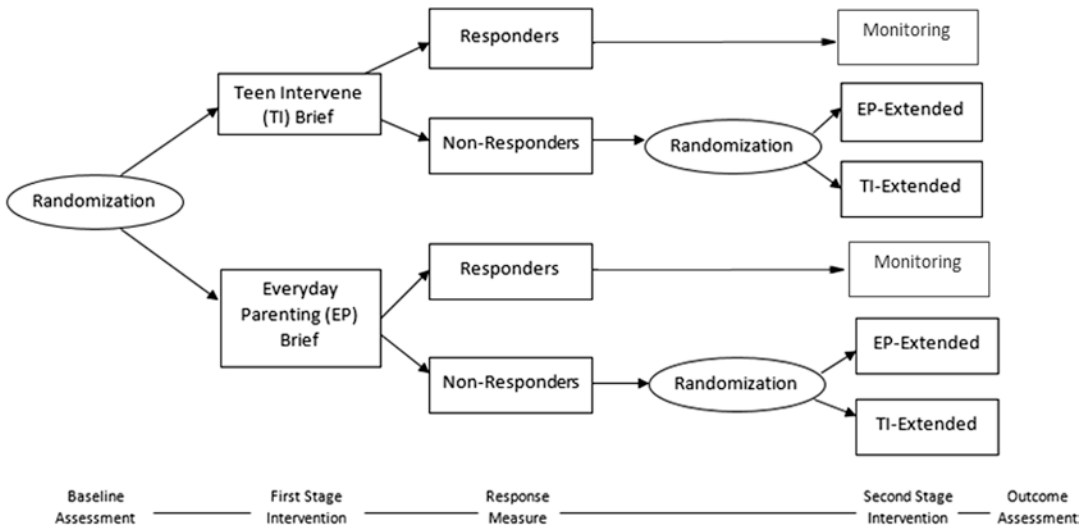 Responders
Monitoring
Teen Intervene
(TI) Brief
EP-Extended
Non-Responders
Randomization
TI-Extended
Randomization
Responders
Monitoring
Everyday
Parenting (EP)
Brief
EP-Extended
Non-Responders
Randomization
TI-Extended
Baseline
Assessment
First Stage
Intervention
Response
Measure
Second Stage
Intervention
Outcome
Assessment